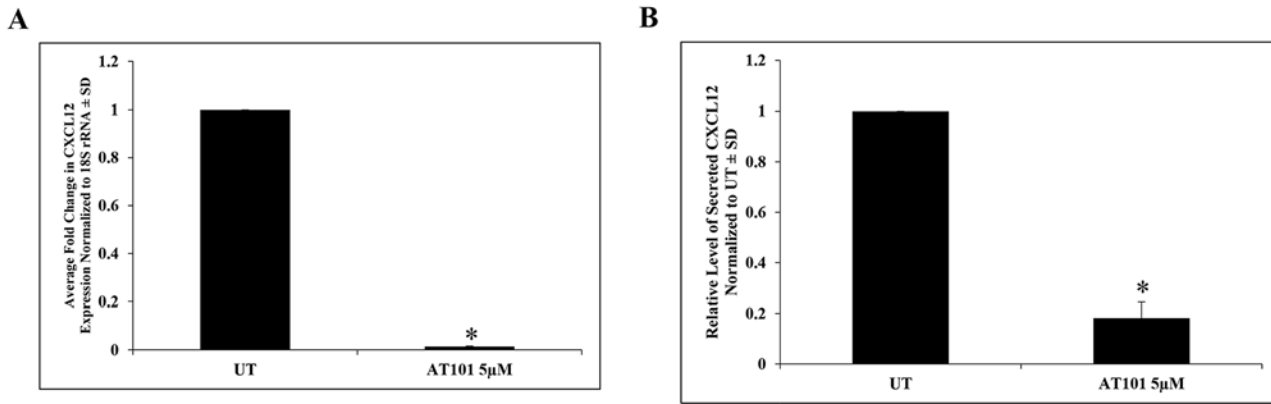 A
Average Fold Change in CXCL12
Expression Normalized to 18S rRNA ± SD
1.2
1
0.8
0.6
0.4
0.2
0
*
UT
AT101 5µM
B
Relative Level of Secreted CXCL12
Normalized to UT ± SD
1.2
1
0.8
0.6
0.4
0.2
0
*
UT
AT101 5µM